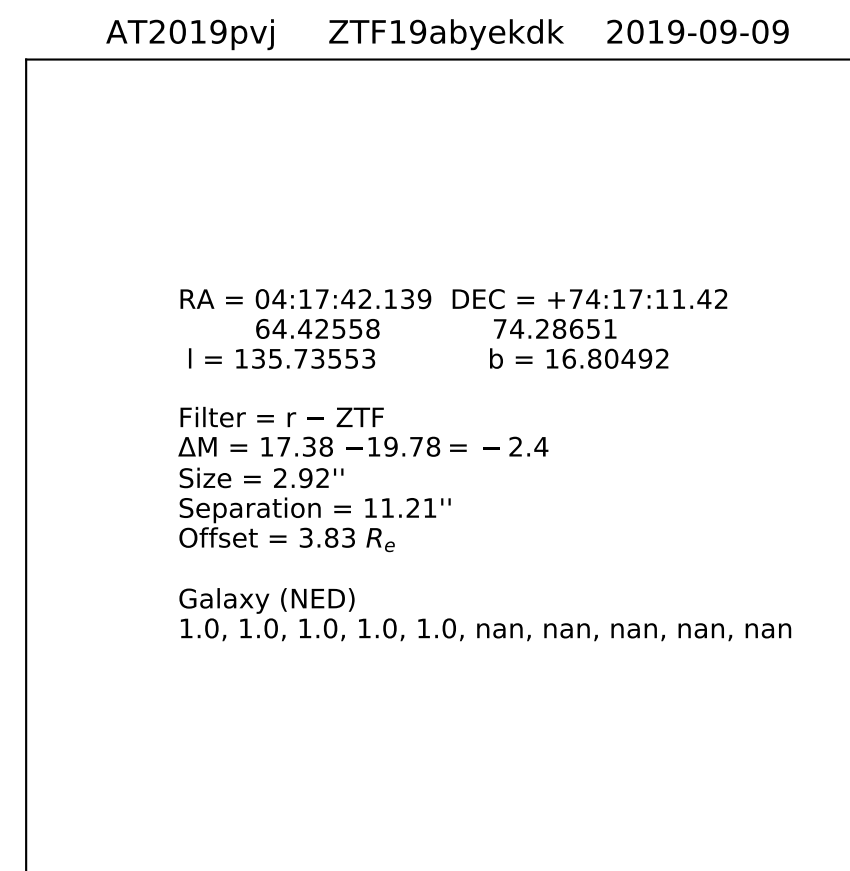 AT2019pvj ZTF19abyekdk 2019-09-09
RA = 04:17:42.139 DEC = +74:17:11.42
64.42558 74.28651
l = 135.73553 b = 16.80492
Filter = r − ZTF
ΔM = 17.38 −19.78 = − 2.4
Size = 2.92''
Separation = 11.21''
Offset = 3.83 Rₑ
Galaxy (NED)
1.0, 1.0, 1.0, 1.0, 1.0, nan, nan, nan, nan, nan